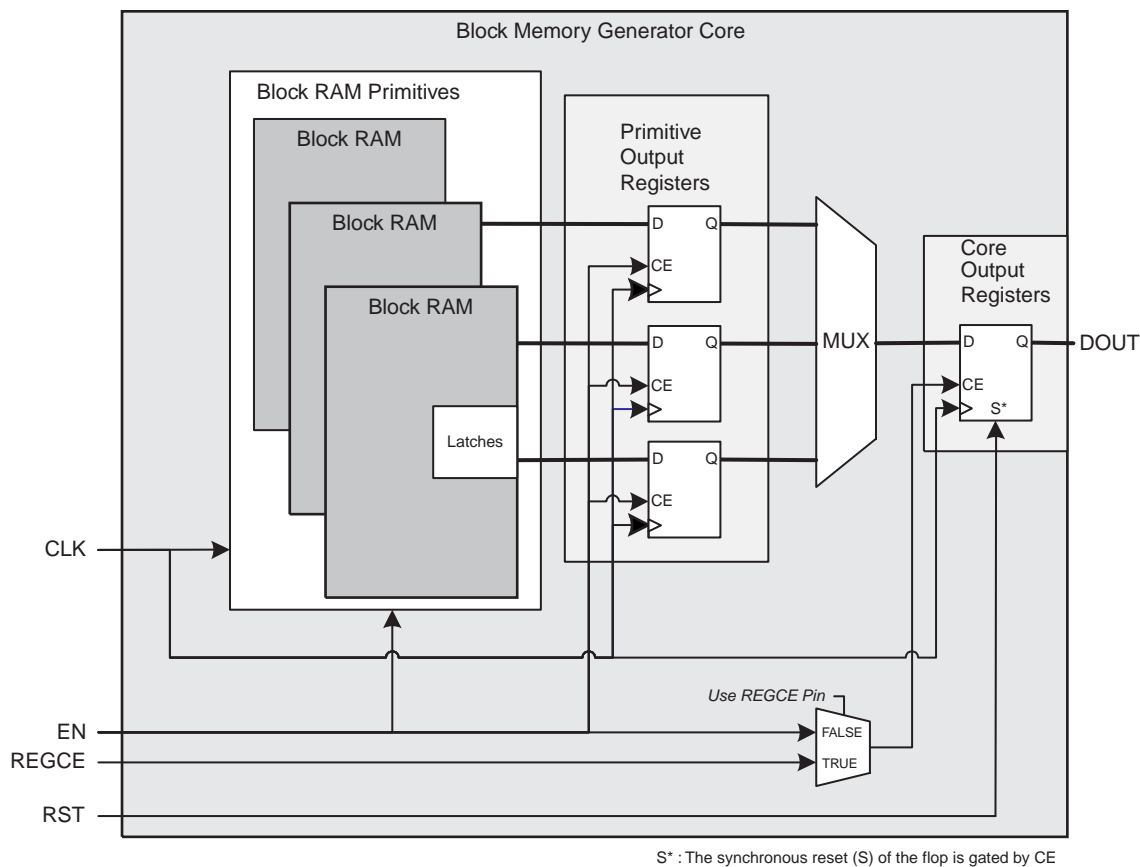 Block Memory Generator Core
Block RAM Primitives
Block RAM
Block RAM
Block RAM
Latches
Primitive
Output
Registers
D Q
CE
D Q
CE
D Q
CE
MUX
Core
Output
Registers
D Q
CE
S*
DOUT
CLK
EN
REGCE
RST
Use REGCE Pin
FALSE
TRUE
S* : The synchronous reset (S) of the flop is gated by CE